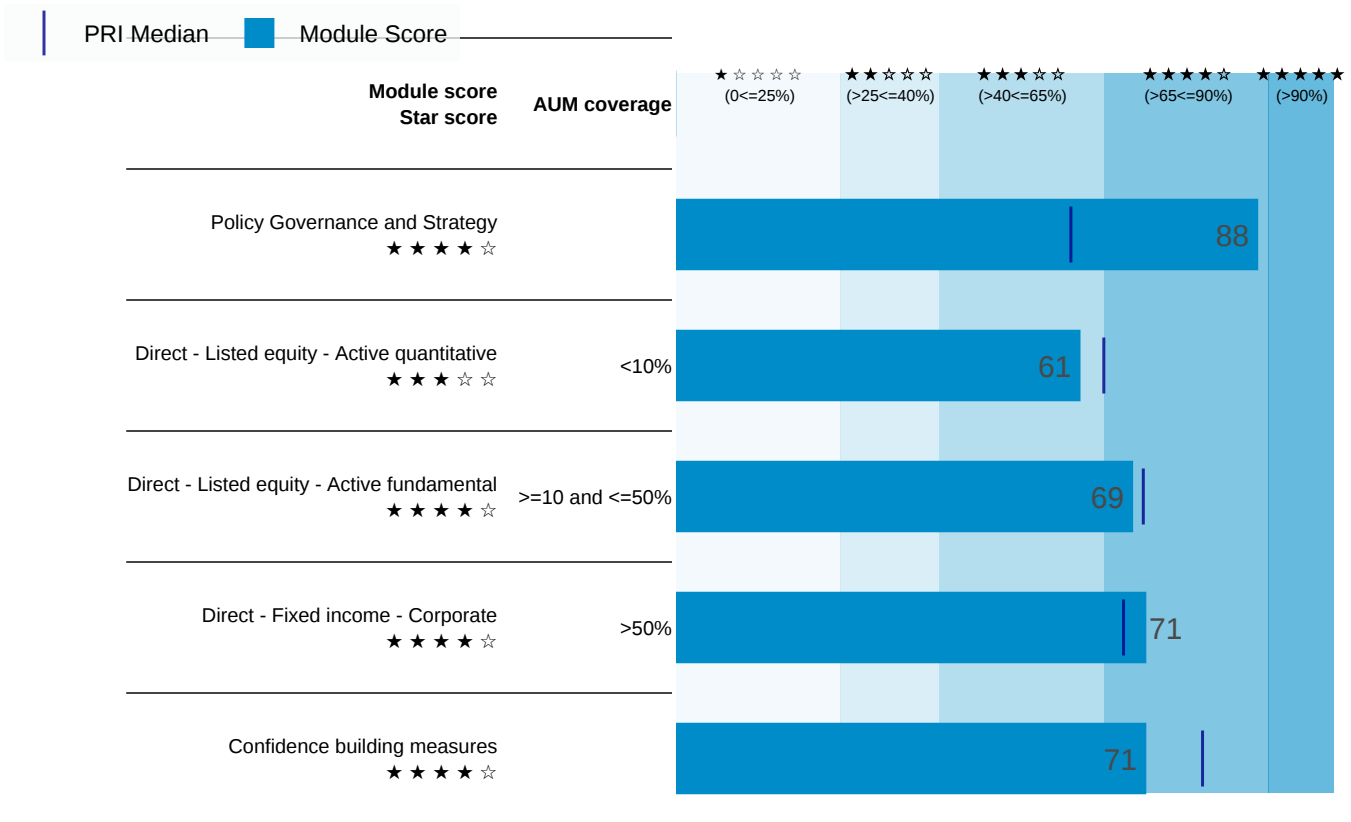 PRI Median Module Score
★☆☆☆☆ ★★☆☆☆ ★★★☆☆ ★★★★☆ ★★★★★
(0<=25%) (>25<=40%) (>40<=65%) (>65<=90%) (>90%)
Module score
Star score
AUM coverage
Policy Governance and Strategy
★★★★☆
88
Direct - Listed equity - Active quantitative
★★★☆☆
<10%
61
Direct - Listed equity - Active fundamental
★★★★☆
>=10 and <=50%
69
Direct - Fixed income - Corporate
★★★★☆
>50%
71
Confidence building measures
★★★★☆
71